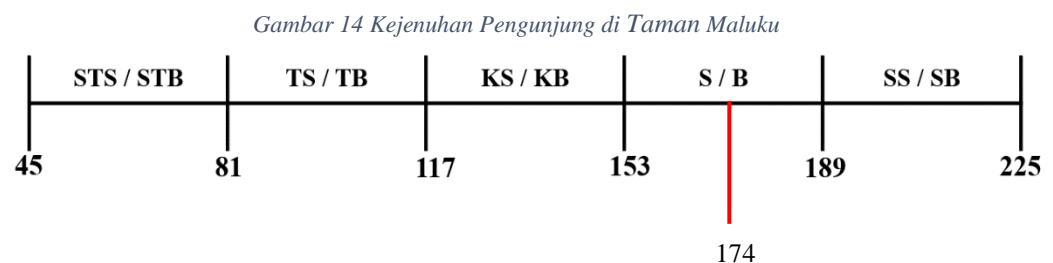 Gambar 14 Kejenuhan Pengunjung di Taman Maluku
STS / STB TS / TB KS / KB S / B SS / SB
45 81 117 153 189 225
174